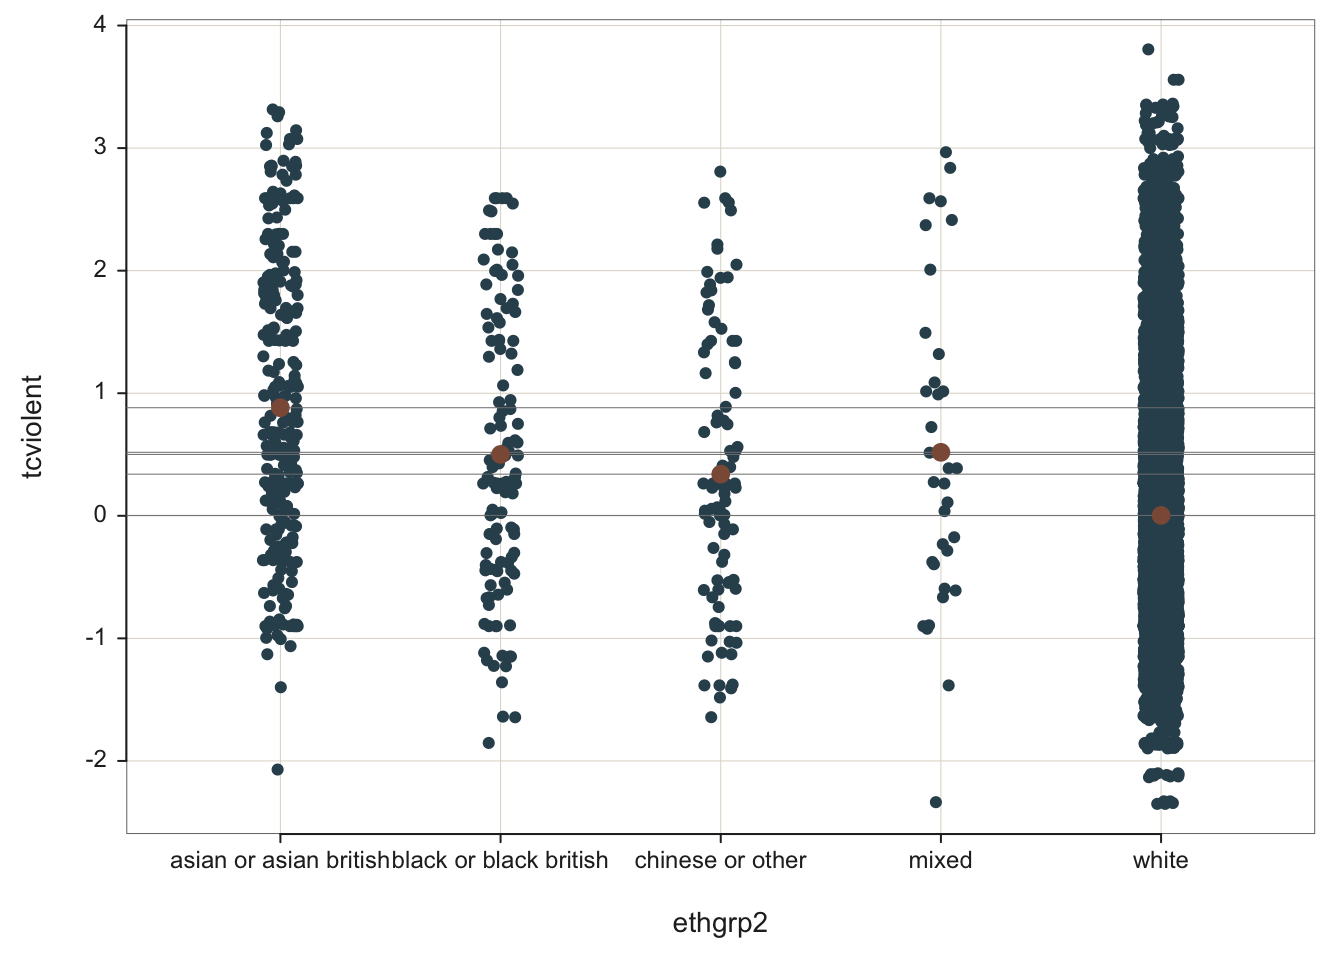 4
3
2
1
0
-1
-2
tcviolent
asian or asian british black or black british chinese or other mixed white
ethgrp2